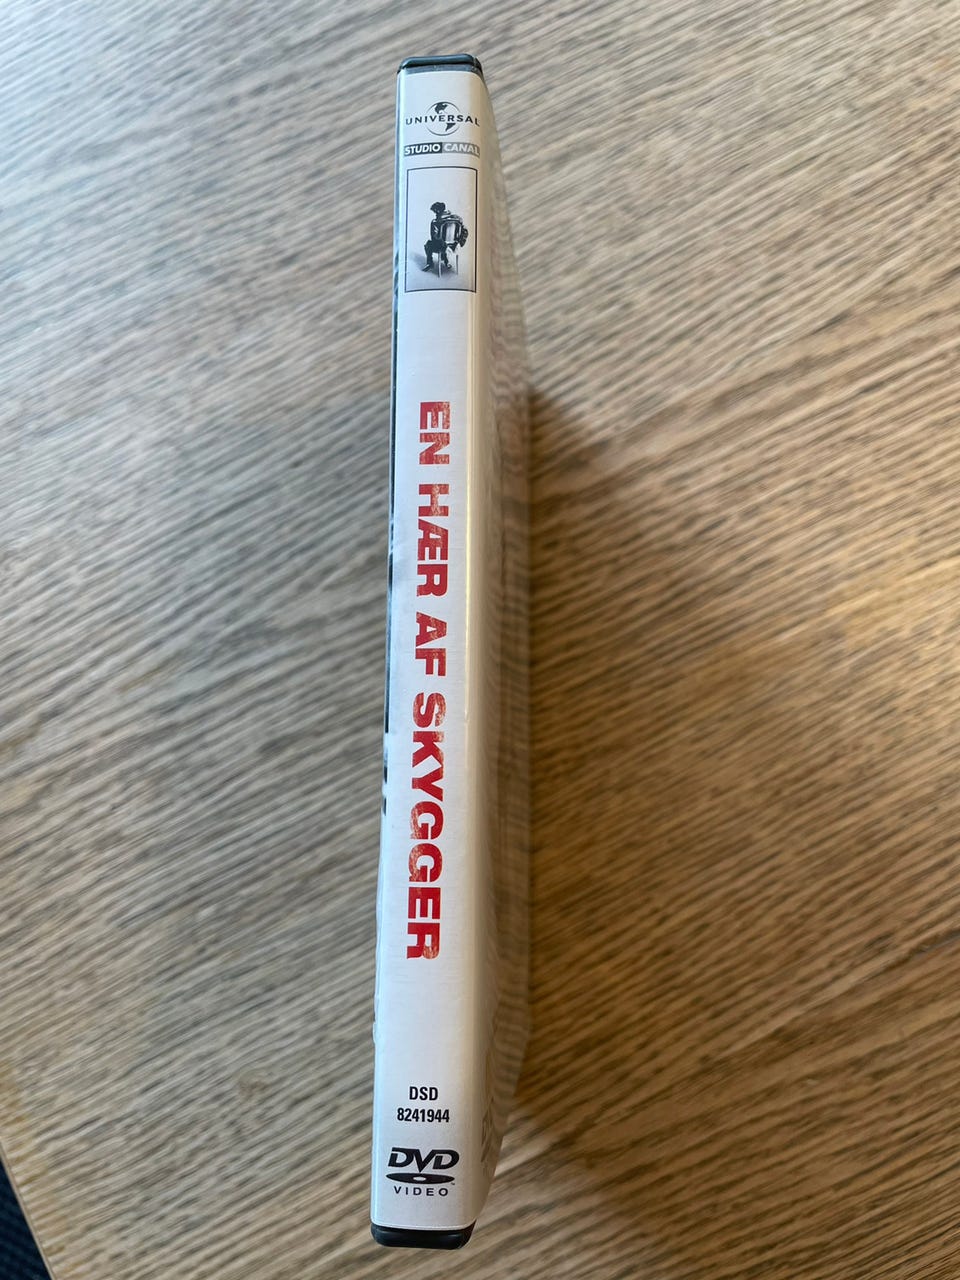 UNIVERSAL
STUDIO CANAL
EN HÆR AF SKYGGER
DSD
8241944
DVD
VIDEO